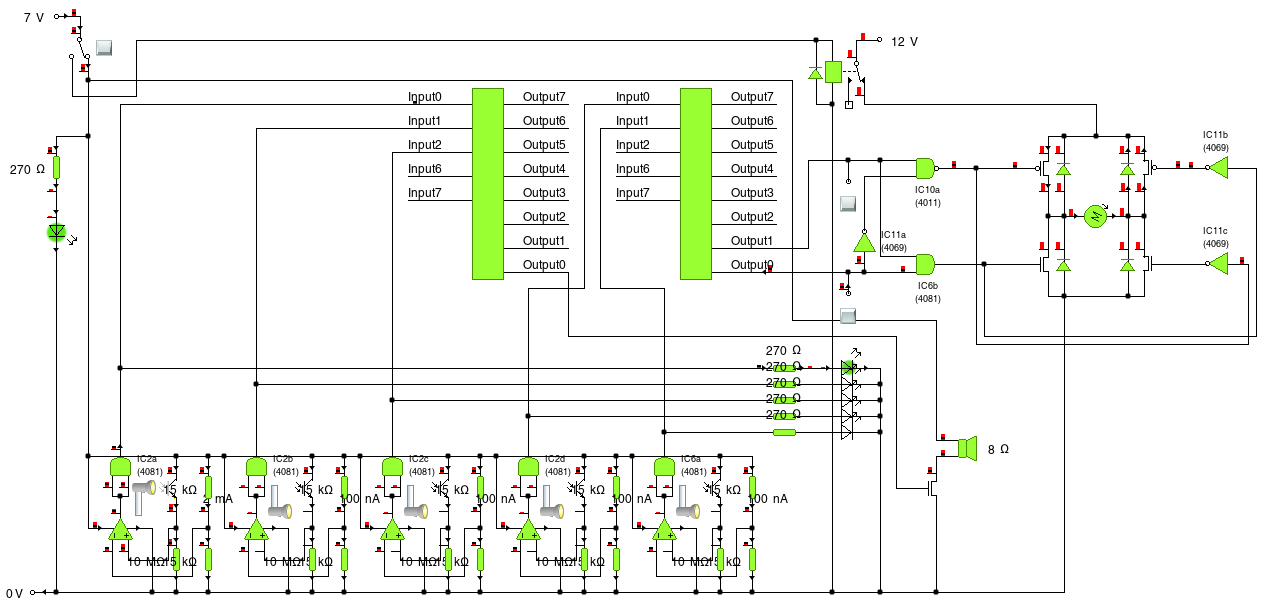 7 V
12 V
Input0 Output7 Input0 Output7
Input1 Output6 Input1 Output6
Input2 Output5 Input2 Output5
Input6 Output4 Input6 Output4
Input7 Output3 Input7 Output3
Output2 Output2
Output1 Output1
Output0 Output0
270 Ω
IC10a
(4011)
IC11a
(4069)
IC6b
(4081)
IC11b
(4069)
IC11c
(4069)
M
270 Ω
270 Ω
270 Ω
270 Ω
270 Ω
8 Ω
IC2a
(4081)
IC2b
(4081)
IC2c
(4081)
IC2d
(4081)
IC6a
(4081)
15 kΩ 15 kΩ 15 kΩ 15 kΩ 15 kΩ
2 mA 100 nA 100 nA 100 nA 100 nA
10 MΩ 15 kΩ 10 MΩ 15 kΩ 10 MΩ 15 kΩ 10 MΩ 15 kΩ 10 MΩ 15 kΩ
0 V